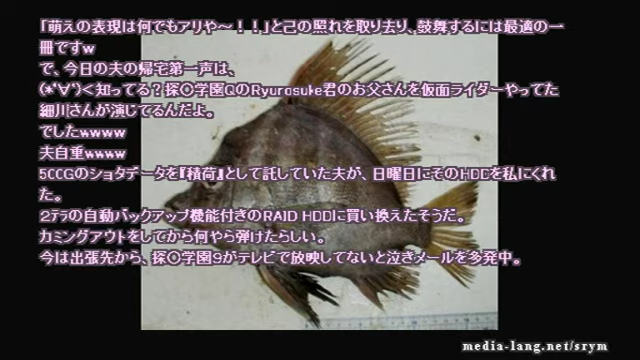 「萌えの表現は何でもアリや～！！」と己の照れを取り去り、鼓舞するには最適の一
冊ですw
で、今日の夫の帰宅第一声は、
(*'∀')<知ってる？探○学園QのRyurosuke君のお父さんを仮面ライダーやってた
細川さんが演じてるんだよ。
でしたwwww
夫自重wwww
500Gのショタデータを『積荷』として託していた夫が、日曜日にそのHDDを私にくれ
た。
2ﾃﾗの自動バックアップ機能付きのRAID HDDに買い換えたそうだ。
カミングアウトをしてから何やら弾けたらしい。
今は出張先から、探○学園9がテレビで放映してないと泣きメールを多発中。
media-lang.net/srym